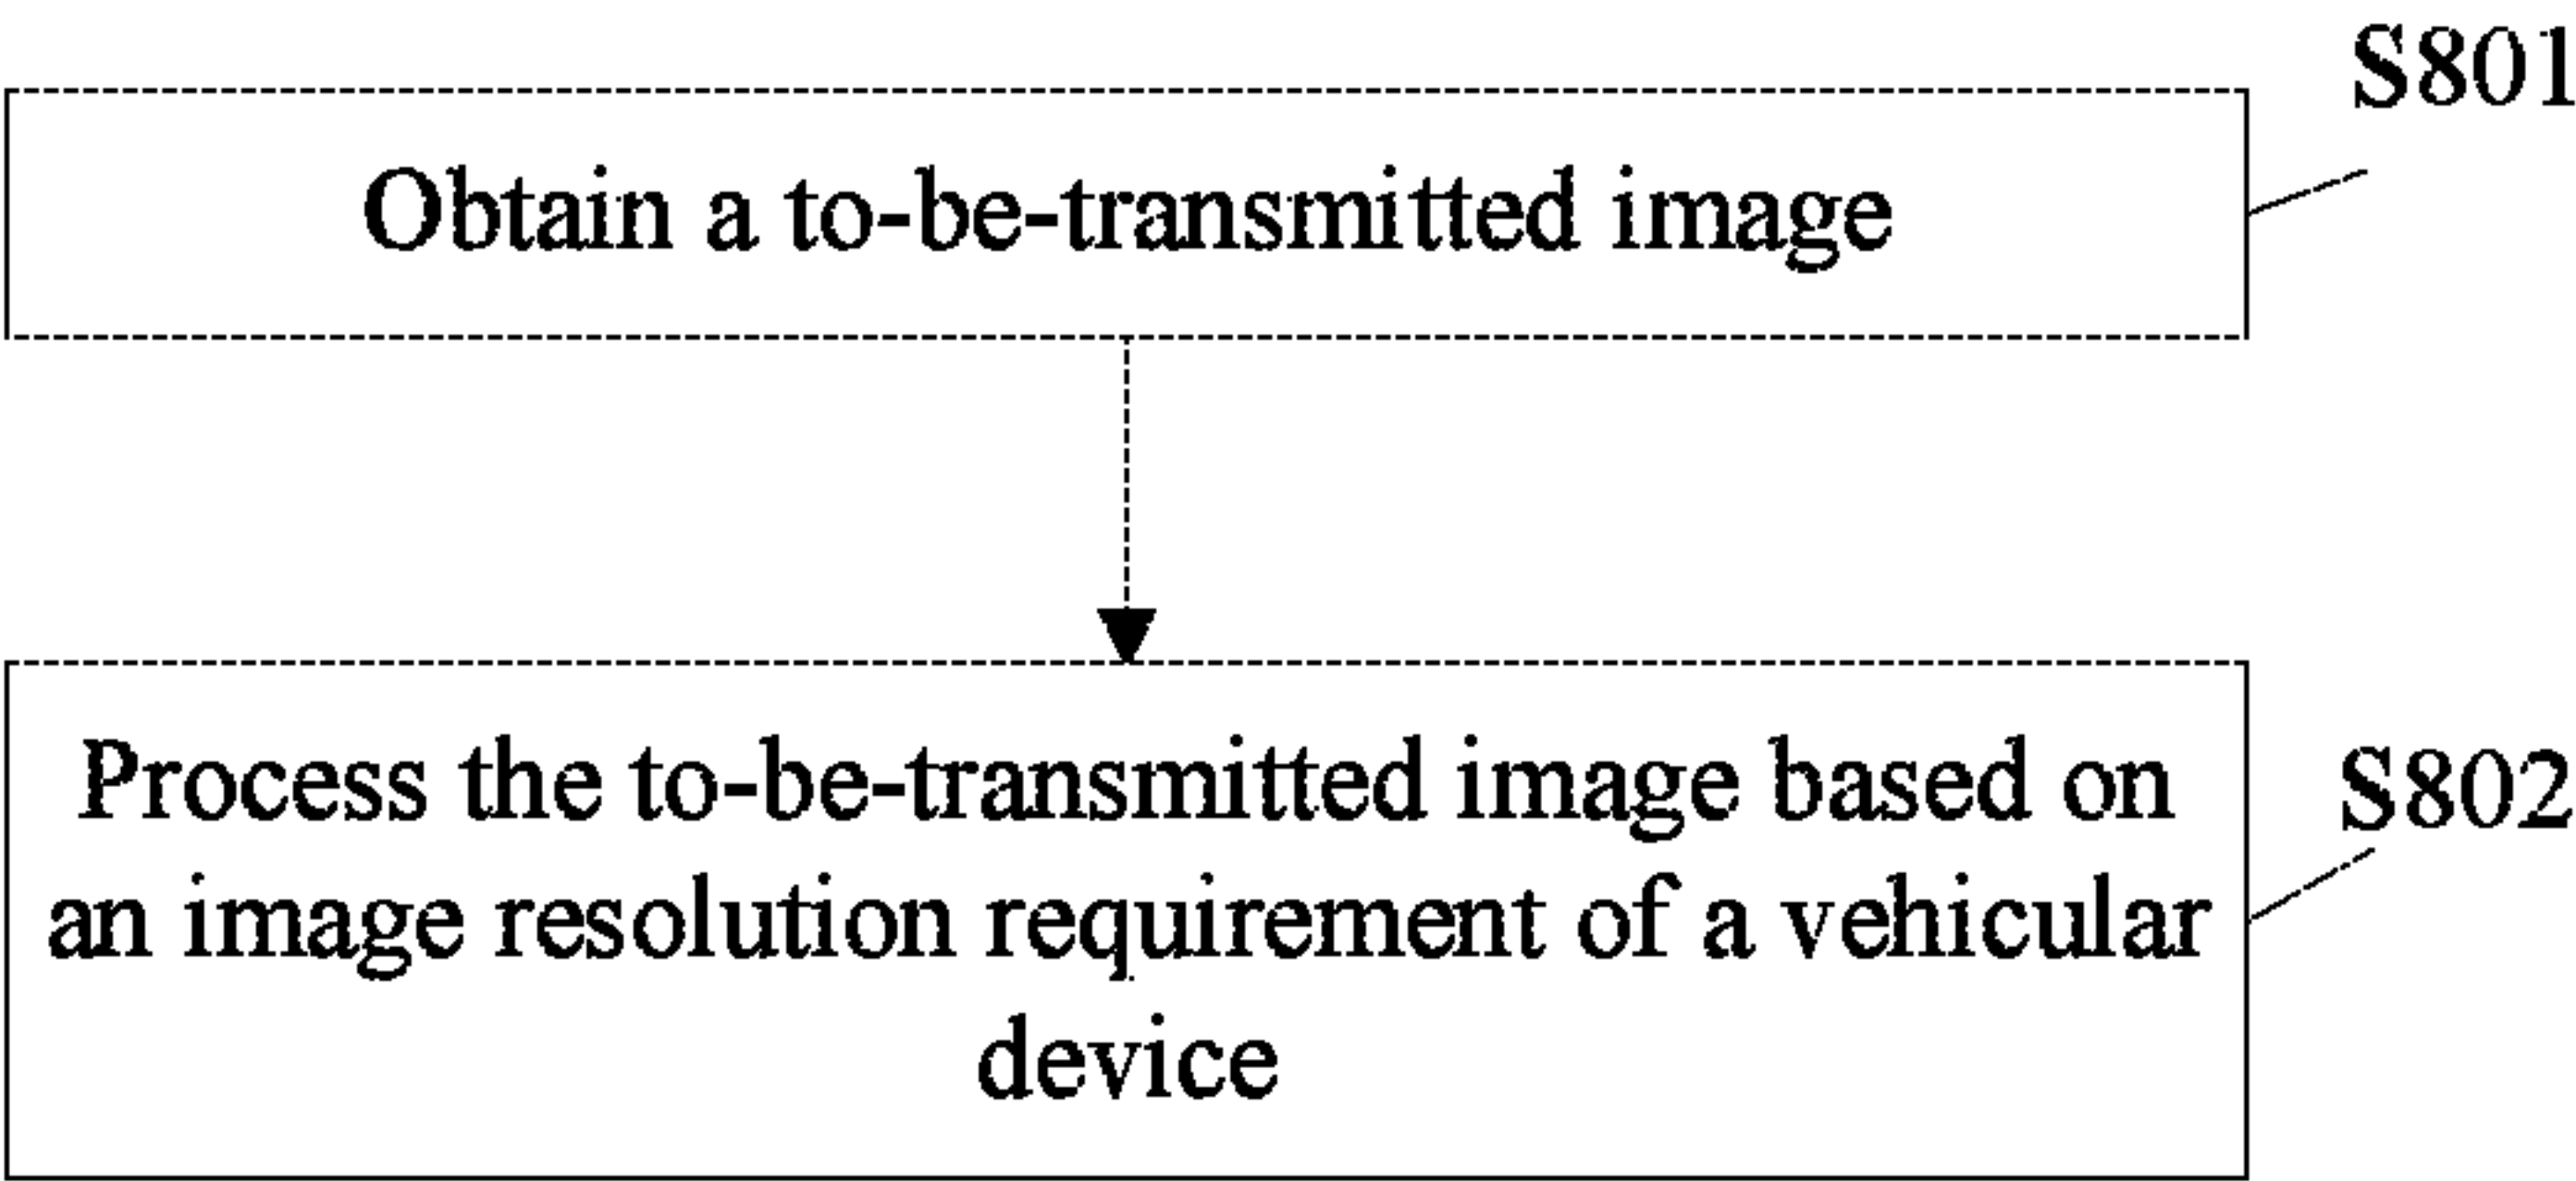 S801
Obtain a to-be-transmitted image
Process the to-be-transmitted image based on
S802
an image resolution requirement of a vehicular
device